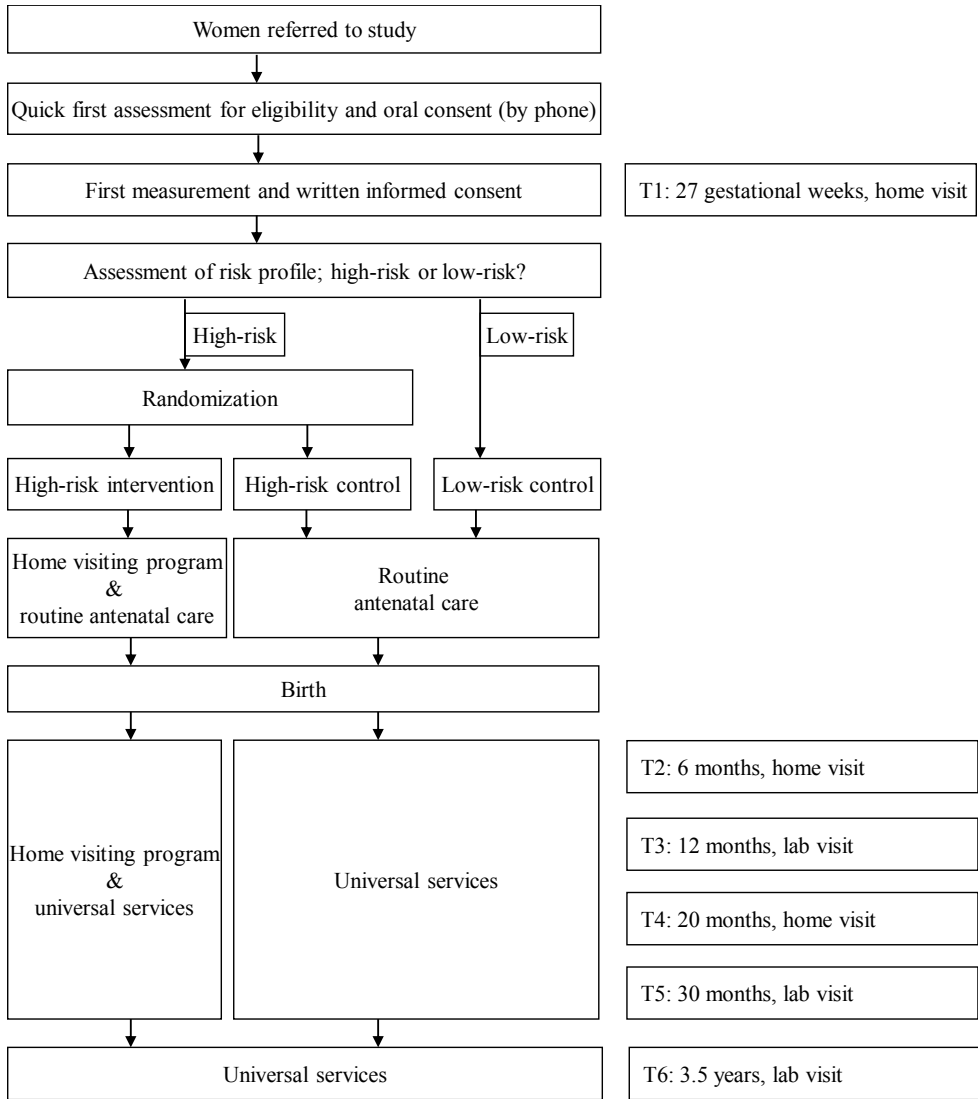 Women referred to study
Quick first assessment for eligibility and oral consent (by phone)
First measurement and written informed consent
T1: 27 gestational weeks, home visit
Assessment of risk profile; high-risk or low-risk?
High-risk
Low-risk
Randomization
High-risk intervention
High-risk control
Low-risk control
Home visiting program
&
routine antenatal care
Routine
antenatal care
Birth
Home visiting program
&
universal services
Universal services
T2: 6 months, home visit
T3: 12 months, lab visit
T4: 20 months, home visit
T5: 30 months, lab visit
Universal services
T6: 3.5 years, lab visit